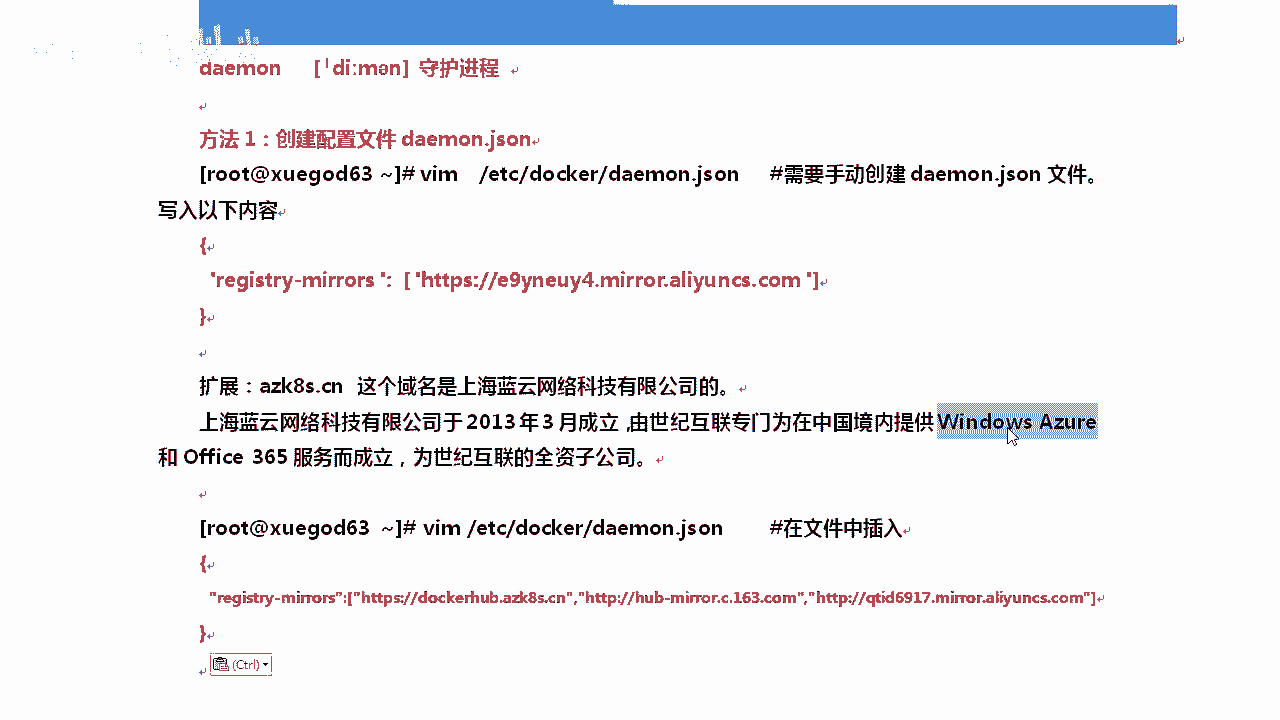 daemon ['di:mən] 守护进程
方法 1：创建配置文件 daemon.json
[root@xuegod63 ~]# vim /etc/docker/daemon.json #需要手动创建 daemon.json 文件。
写入以下内容
{
"registry-mirrors ": [ "https://e9yneuy4.mirror.aliyuncs.com "]
}
扩展：azk8s.cn 这个域名是上海蓝云网络科技有限公司的。
上海蓝云网络科技有限公司于 2013 年 3 月成立 ,由世纪互联专门为在中国境内提供 Windows Azure
和 Office 365 服务而成立，为世纪互联的全资子公司。
[root@xuegod63 ~]# vim /etc/docker/daemon.json #在文件中插入
{
"registry-mirrors":["https://dockerhub.azk8s.cn","http://hub-mirror.c.163.com","http://qtid6917.mirror.aliyuncs.com"]
}
(Ctrl)